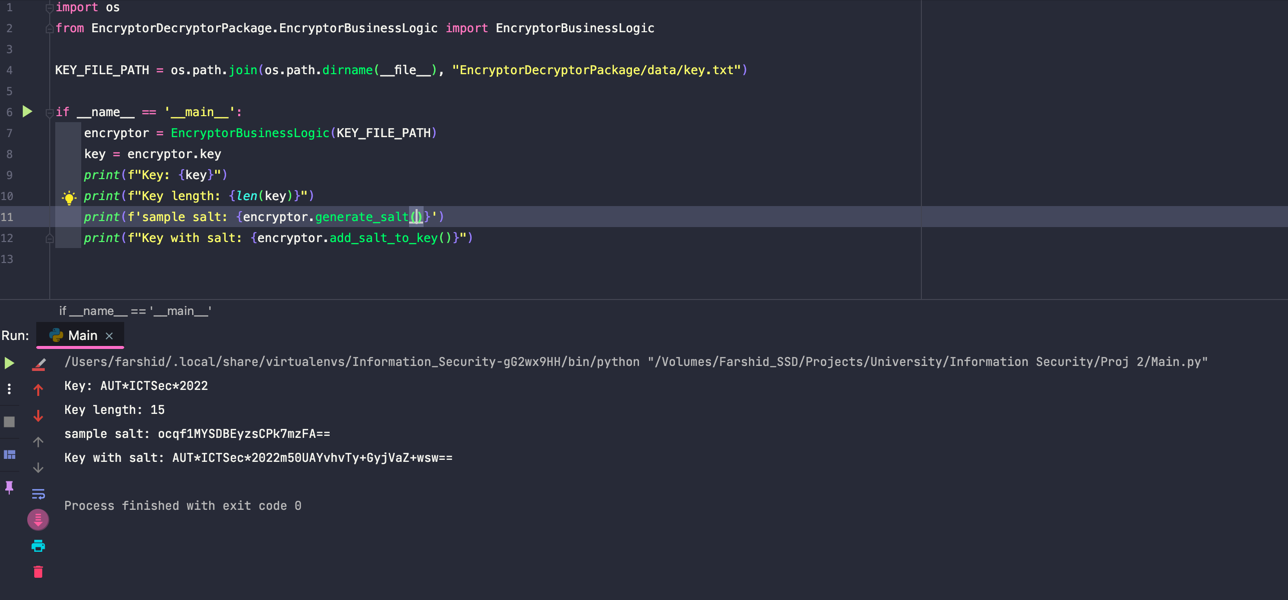 1 import os
2 from EncryptorDecryptorPackage.EncryptorBusinessLogic import EncryptorBusinessLogic
3
4 KEY_FILE_PATH = os.path.join(os.path.dirname(__file__), "EncryptorDecryptorPackage/data/key.txt")
5
6 if __name__ == '__main__':
7 encryptor = EncryptorBusinessLogic(KEY_FILE_PATH)
8 key = encryptor.key
9 print(f"Key: {key}")
10 print(f"Key length: {len(key)}")
11 print(f'sample salt: {encryptor.generate_salt()}')
12 print(f"Key with salt: {encryptor.add_salt_to_key()}")
13
if __name__ == '__main__'
Run: Main ×
/Users/farshid/.local/share/virtualenvs/Information_Security-gG2wx9HH/bin/python "/Volumes/Farshid_SSD/Projects/University/Information Security/Proj 2/Main.py"
Key: AUT*ICTSec*2022
Key length: 15
sample salt: ocqf1MYSDBEyzsCPk7mzFA==
Key with salt: AUT*ICTSec*2022m50UAYvhvTy+GyjVaZ+wsw==
Process finished with exit code 0